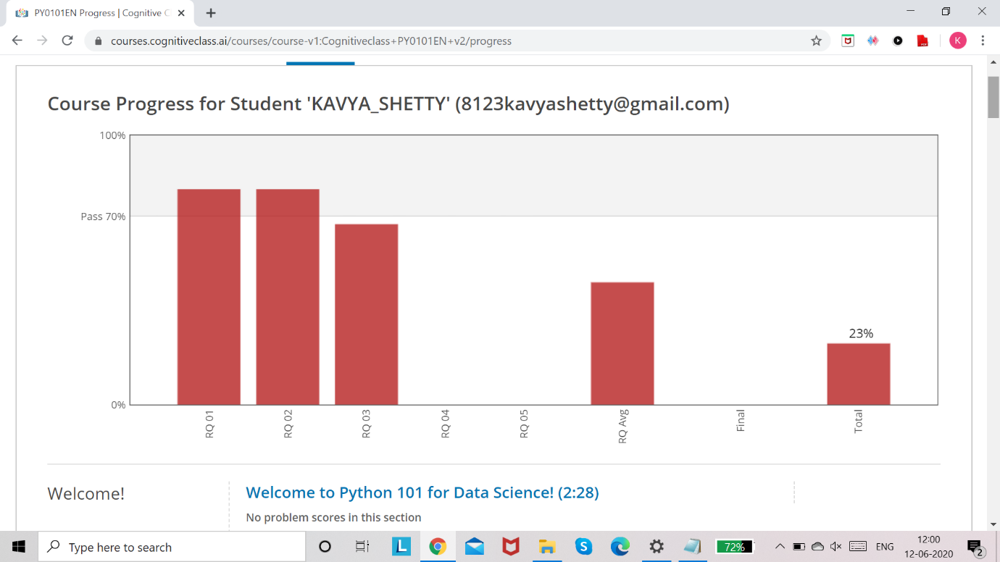 PY0101EN Progress | Cognitive C
courses.cognitiveclass.ai/courses/course-v1:Cognitiveclass+PY0101EN+v2/progress
K
Course Progress for Student 'KAVYA_SHETTY' (8123kavyashetty@gmail.com)
100%
Pass 70%
23%
0%
RQ 01
RQ 02
RQ 03
RQ 04
RQ 05
RQ Avg
Final
Total
Welcome!
Welcome to Python 101 for Data Science! (2:28)
No problem scores in this section
Type here to search
L
S
72%
ENG
12:00
12-06-2020
2